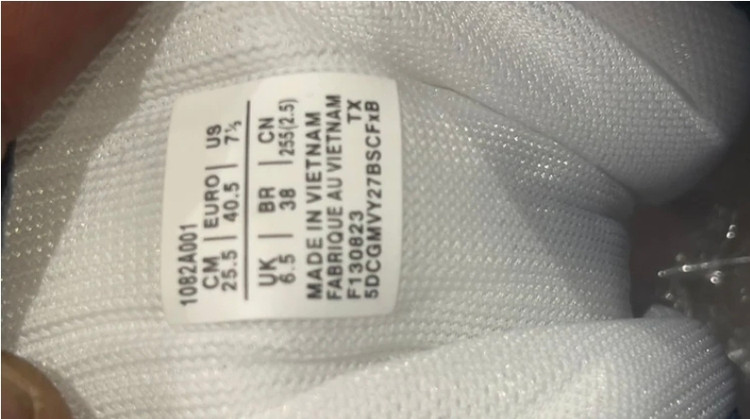 1082A001
CM | EURO | US
25.5 | 40.5 | 7½
UK | BR | CN
6.5 | 38 | 255(2.5)
MADE IN VIETNAM
FABRIQUE AU VIETNAM
F130823 TX
5DCGMVY27BSCFxB